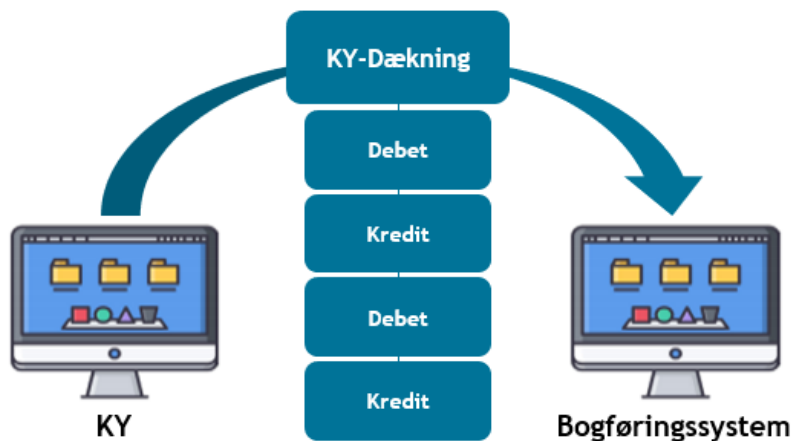 KY-Dækning
Debet
Kredit
Debet
Kredit
KY
Bogføringssystem